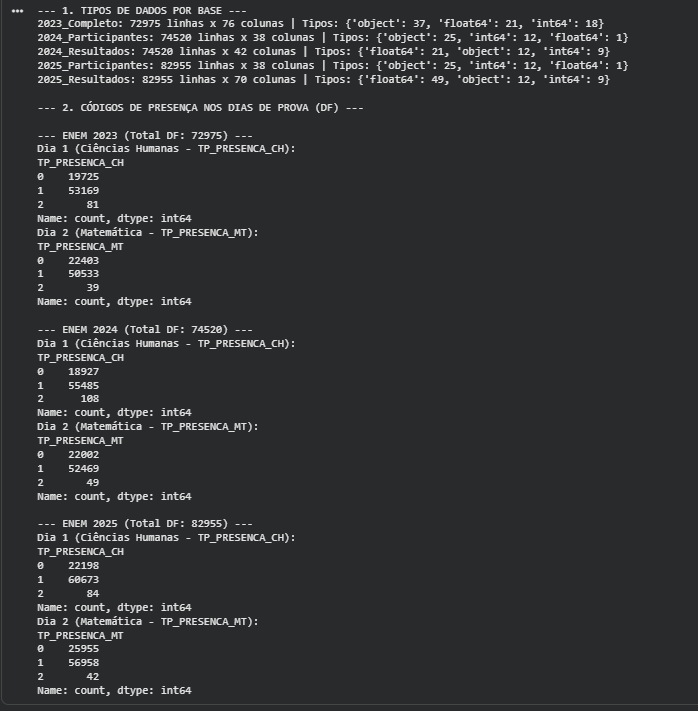 --- 1. TIPOS DE DADOS POR BASE ---
2023_Completo: 72975 linhas x 76 colunas | Tipos: {'object': 37, 'float64': 21, 'int64': 18}
2024_Participantes: 74520 linhas x 38 colunas | Tipos: {'object': 25, 'int64': 12, 'float64': 1}
2024_Resultados: 74520 linhas x 42 colunas | Tipos: {'float64': 21, 'object': 12, 'int64': 9}
2025_Participantes: 82955 linhas x 38 colunas | Tipos: {'object': 25, 'int64': 12, 'float64': 1}
2025_Resultados: 82955 linhas x 70 colunas | Tipos: {'float64': 49, 'object': 12, 'int64': 9}

--- 2. CÓDIGOS DE PRESENÇA NOS DIAS DE PROVA (DF) ---

--- ENEM 2023 (Total DF: 72975) ---
Dia 1 (Ciências Humanas - TP_PRESENCA_CH):
TP_PRESENCA_CH
0    19725
1    53169
2       81
Name: count, dtype: int64
Dia 2 (Matemática - TP_PRESENCA_MT):
TP_PRESENCA_MT
0    22403
1    50533
2       39
Name: count, dtype: int64

--- ENEM 2024 (Total DF: 74520) ---
Dia 1 (Ciências Humanas - TP_PRESENCA_CH):
TP_PRESENCA_CH
0    18927
1    55485
2      108
Name: count, dtype: int64
Dia 2 (Matemática - TP_PRESENCA_MT):
TP_PRESENCA_MT
0    22002
1    52469
2       49
Name: count, dtype: int64

--- ENEM 2025 (Total DF: 82955) ---
Dia 1 (Ciências Humanas - TP_PRESENCA_CH):
TP_PRESENCA_CH
0    22198
1    60673
2       84
Name: count, dtype: int64
Dia 2 (Matemática - TP_PRESENCA_MT):
TP_PRESENCA_MT
0    25955
1    56958
2       42
Name: count, dtype: int64